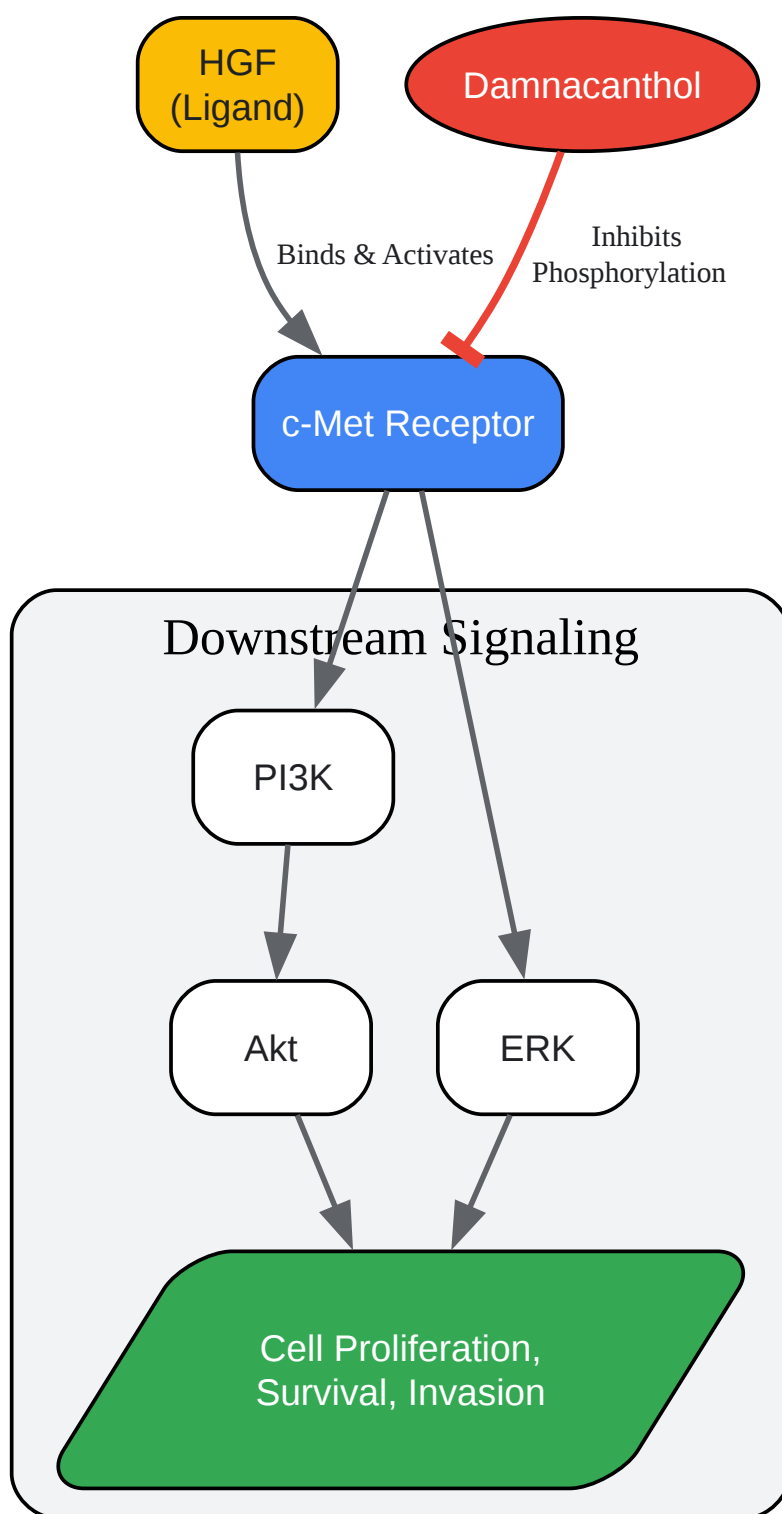 HGF
(Ligand)
Damnacanthol
Binds & Activates
Inhibits
Phosphorylation
c-Met Receptor
Downstream Signaling
PI3K
Akt
ERK
Cell Proliferation,
Survival, Invasion